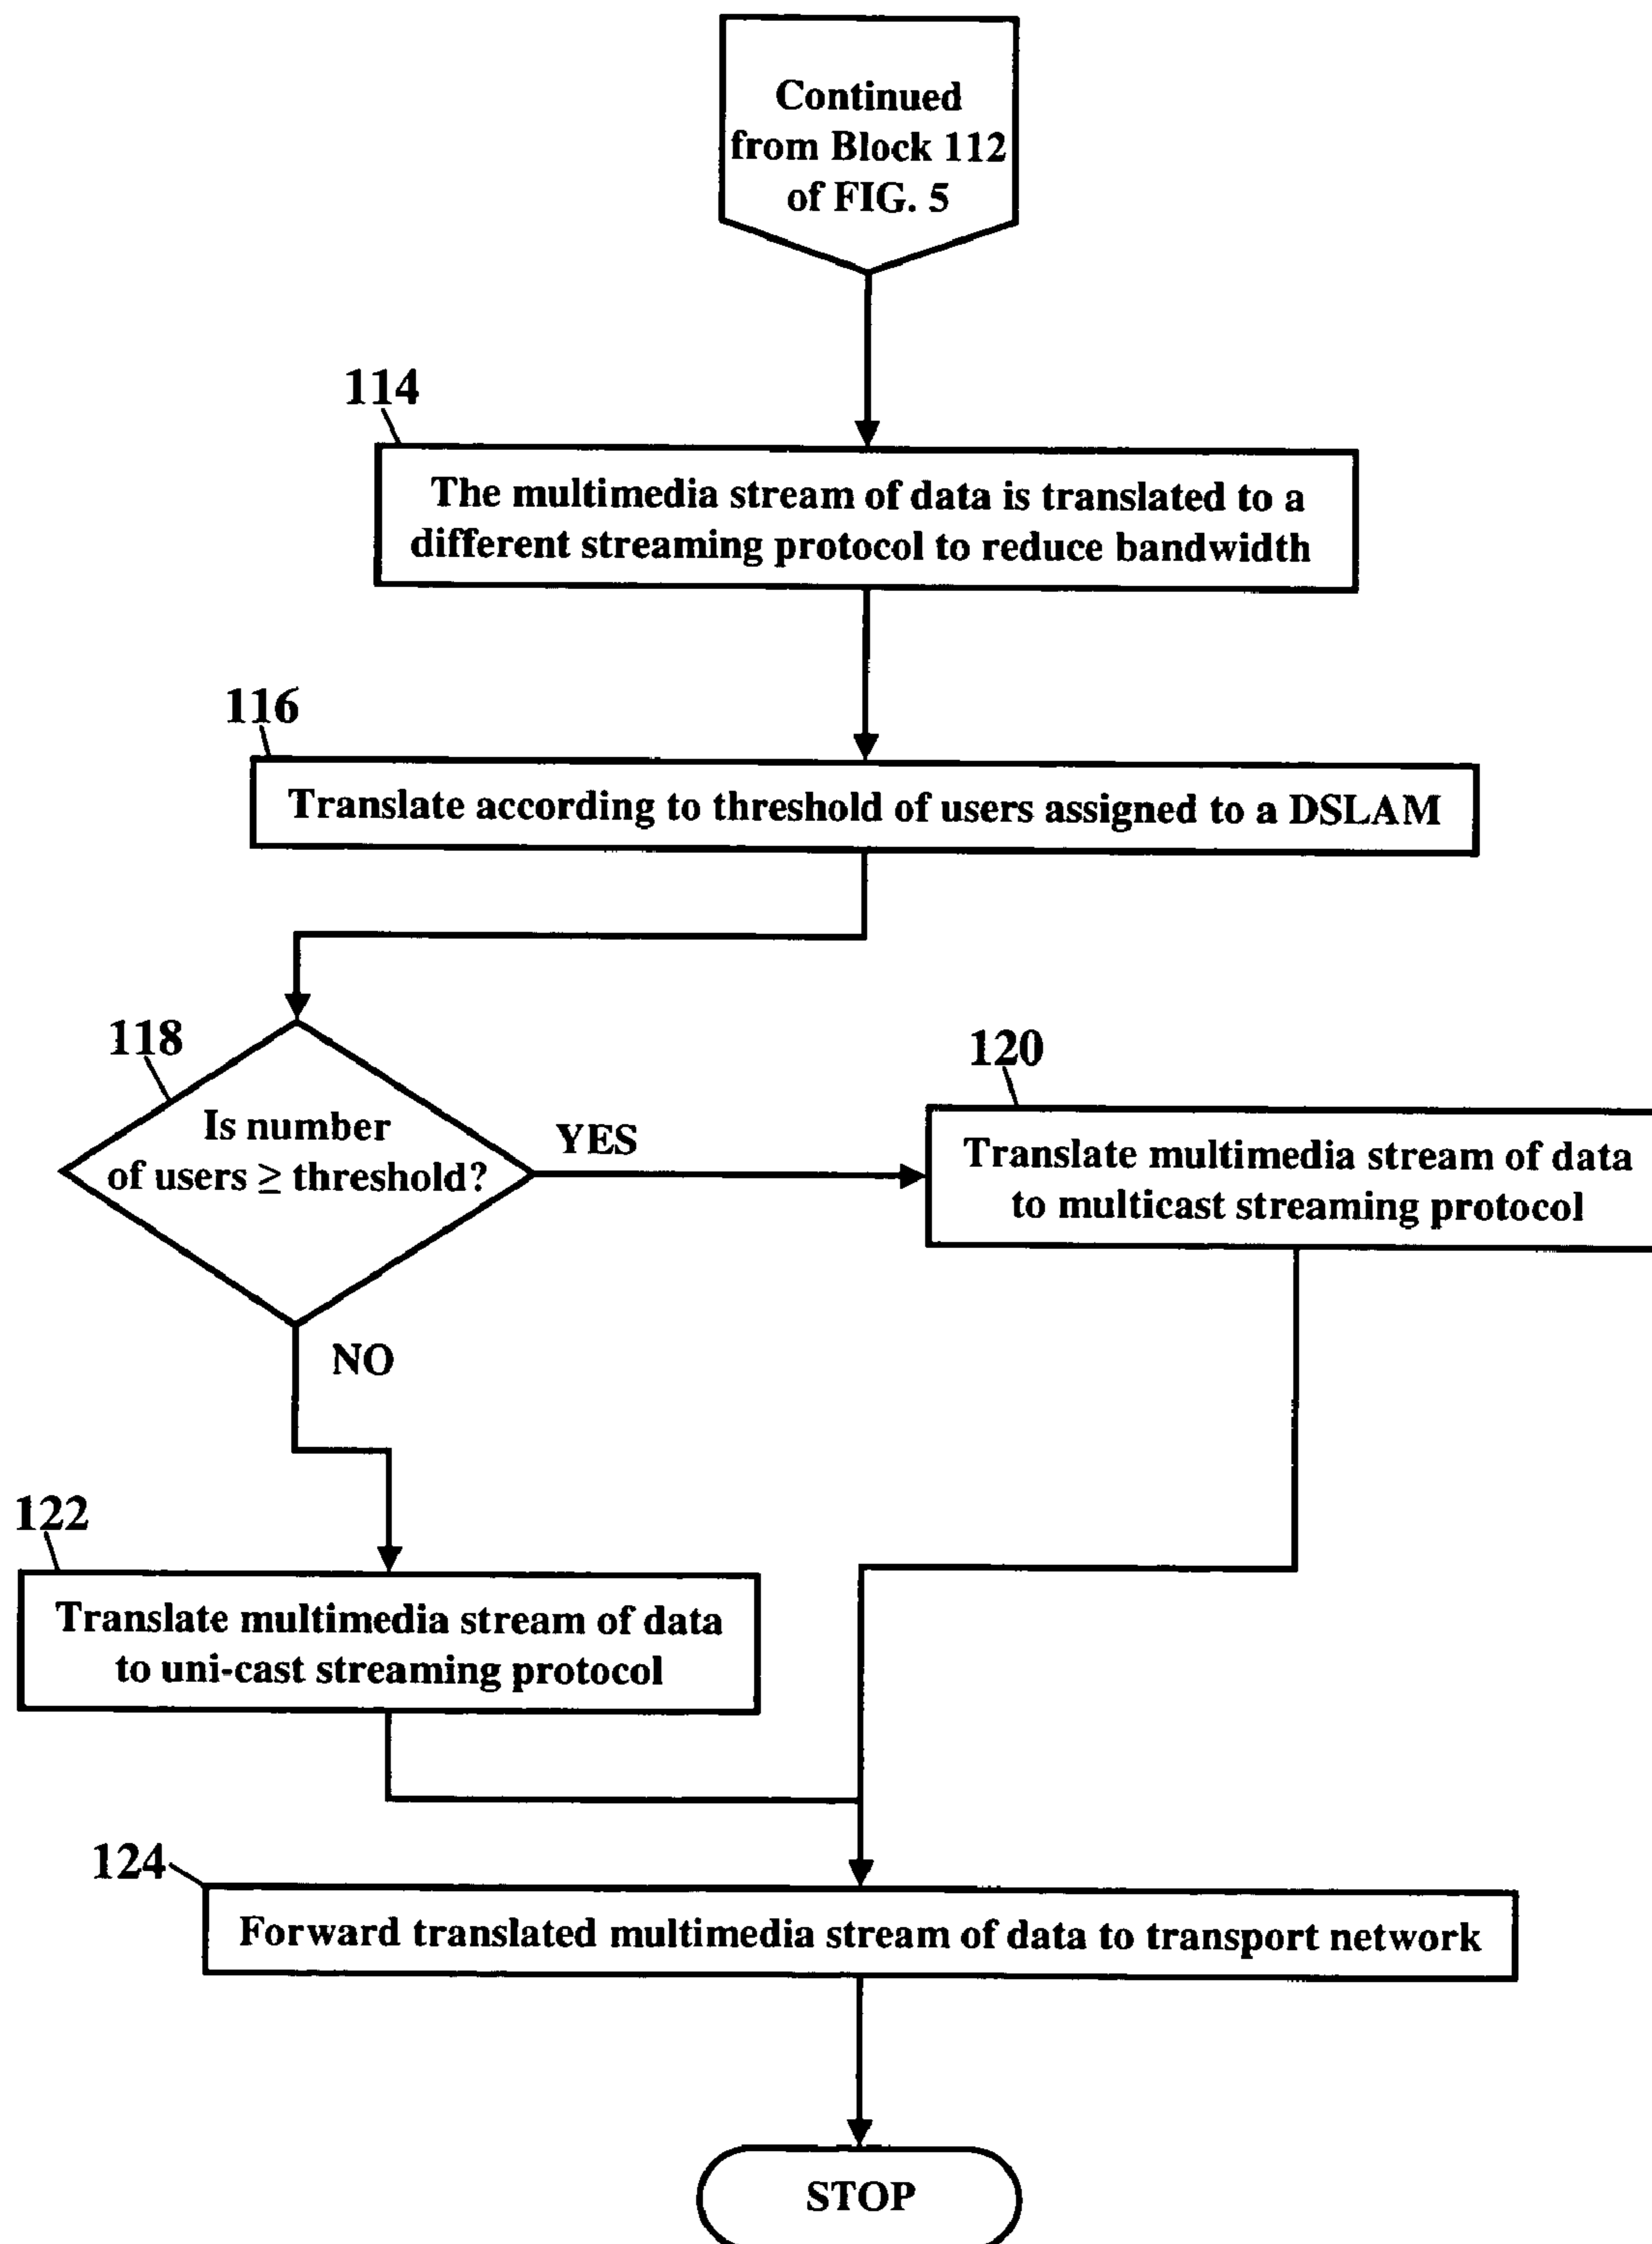 Continued
from Block 112
of FIG. 5
114
The multimedia stream of data is translated to a
different streaming protocol to reduce bandwidth
116
Translate according to threshold of users assigned to a DSLAM
118
Is number
of users ≥ threshold?
YES
120
Translate multimedia stream of data
to multicast streaming protocol
NO
122
Translate multimedia stream of data
to uni-cast streaming protocol
124
Forward translated multimedia stream of data to transport network
STOP